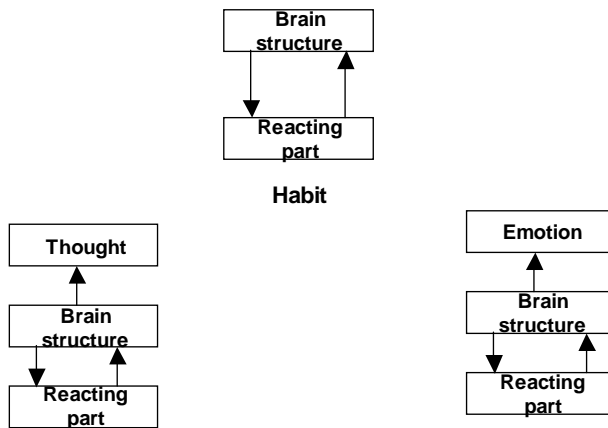 Brain
structure
Reacting
part
Habit
Thought
Brain
structure
Reacting
part
Emotion
Brain
structure
Reacting
part